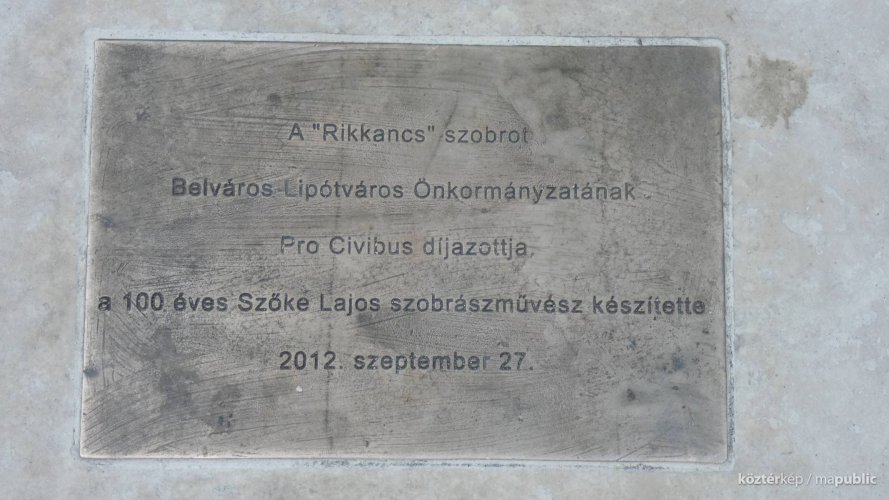 A "Rikkancs" szobrot
Belváros-Lipótváros Önkormányzatának
Pro Civibus díjazottja,
a 100 éves Szőke Lajos szobrászművész készítette
2012. szeptember 27.
köztérkép / mapublic